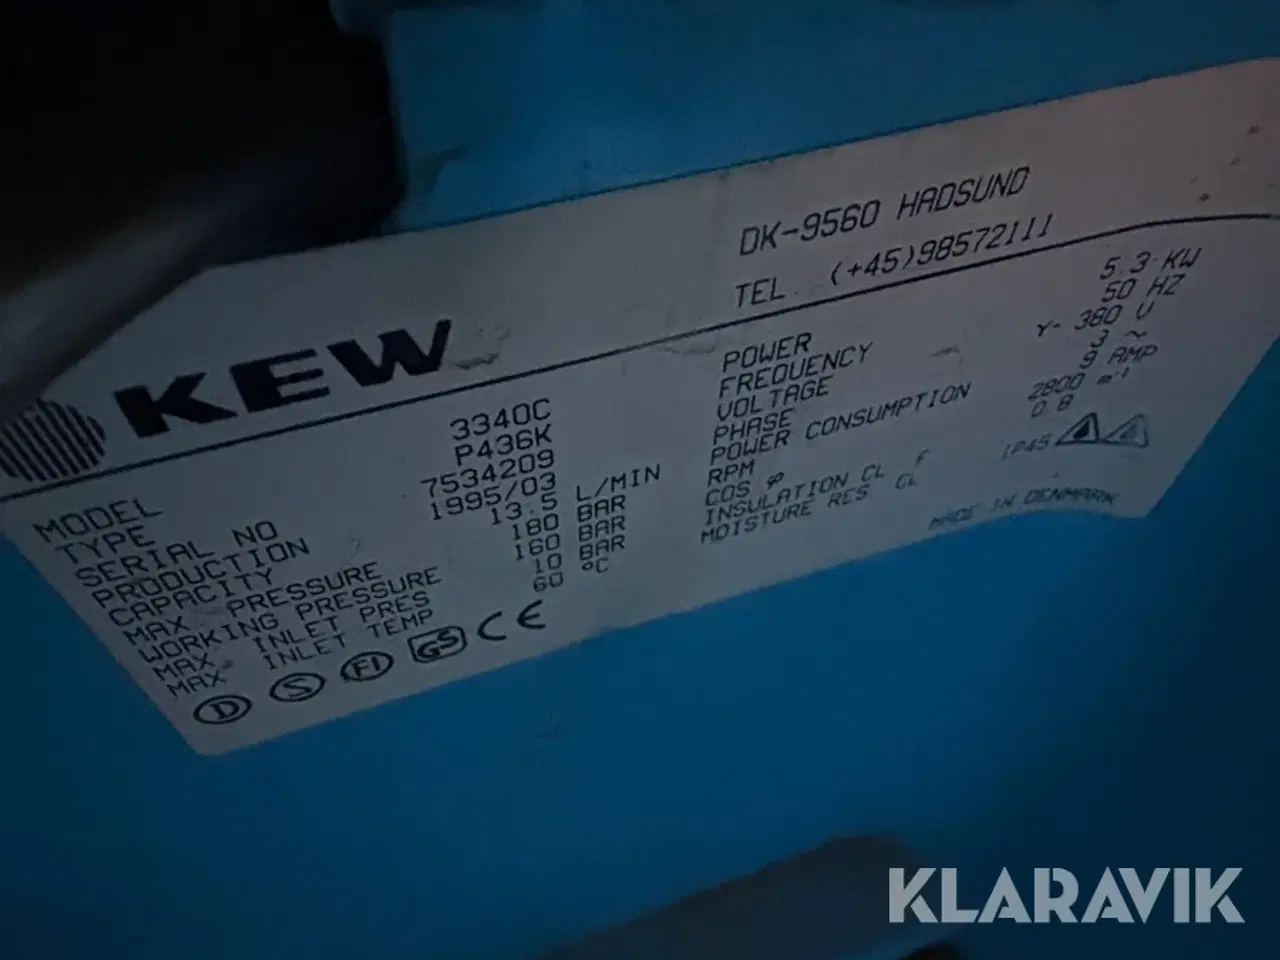 KEW
DK-9560 HADSUND
TEL. (+45)98572111
MODEL 3340C
TYPE P436K
SERIAL NO 7534209
PRODUCTION 1995/03
CAPACITY 13.5 L/MIN
MAX PRESSURE 180 BAR
WORKING PRESSURE 160 BAR
MAX. INLET PRES 10 BAR
MAX. INLET TEMP 60 °C
D S FI GS CE
POWER 5.3 KW
FREQUENCY 50 HZ
VOLTAGE Y- 380 V
PHASE 3 ~
POWER CONSUMPTION 9 AMP
RPM 2800 m-1
COS φ 0.8
INSULATION CL F
MOISTURE RES CL IP45
MADE IN DENMARK
KLARAVIK